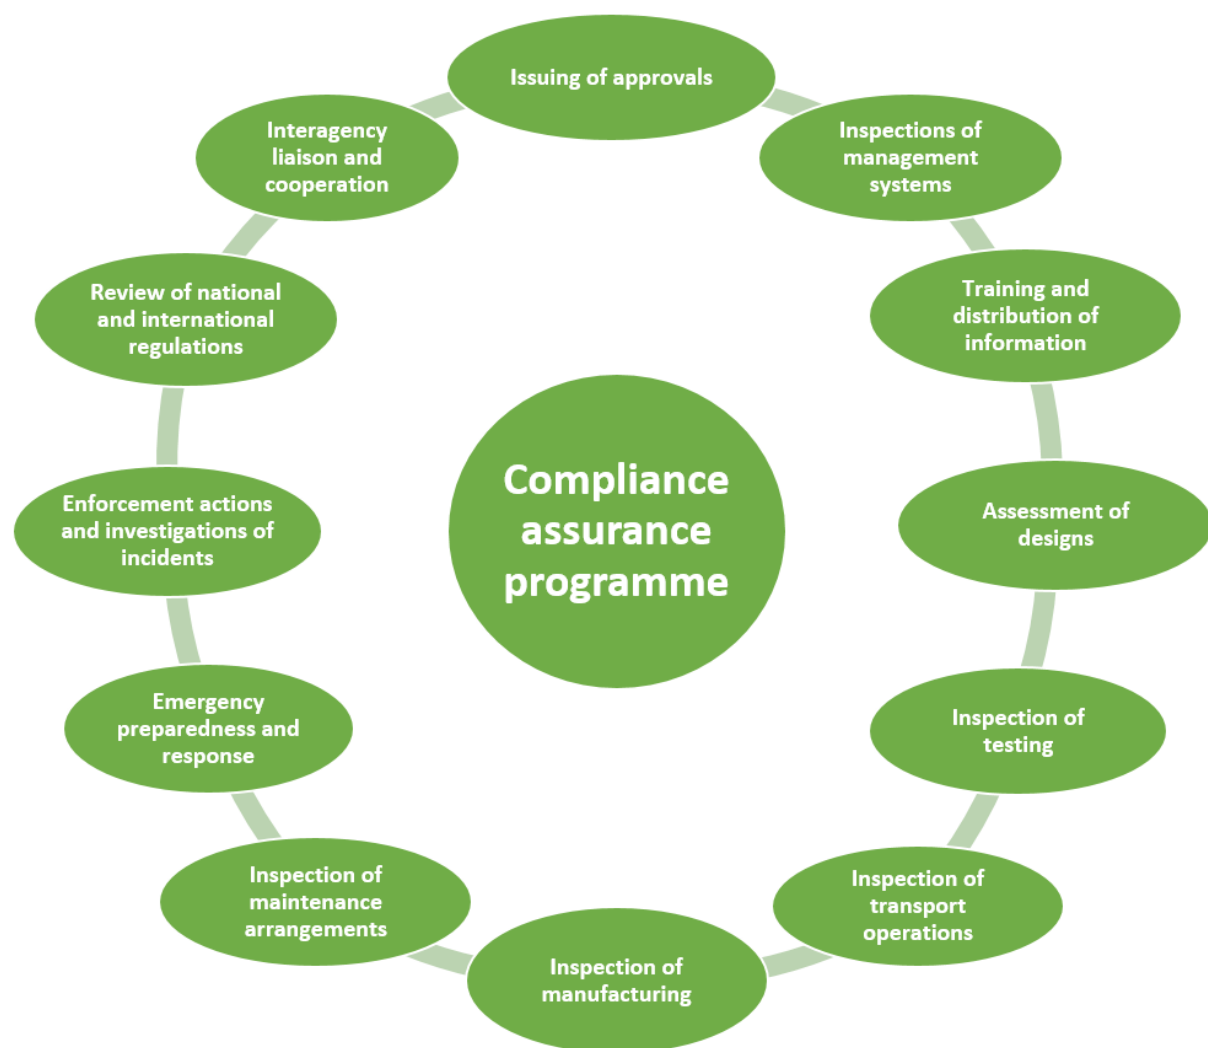 Issuing of approvals
Inspections of
management
systems
Training and
distribution of
information
Assessment of
designs
Inspection of
testing
Inspection of
transport
operations
Inspection of
manufacturing
Inspection of
maintenance
arrangements
Emergency
preparedness and
response
Enforcement actions
and investigations of
incidents
Review of national
and international
regulations
Interagency
liaison and
cooperation
Compliance
assurance
programme